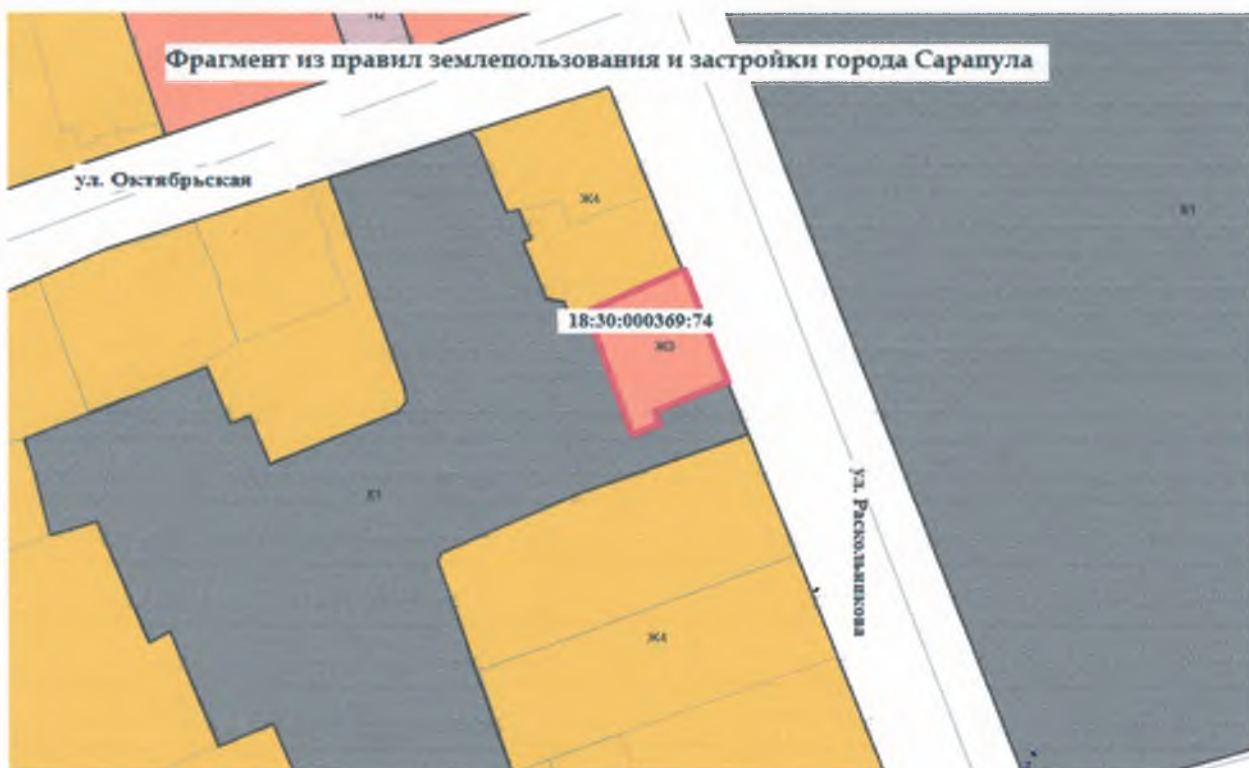 Фрагмент из правил землепользования и застройки города Сарапула
ул. Октябрьская
Ж4
18:30:000369:74
Ж3
ул. Раскольникова
Ж4